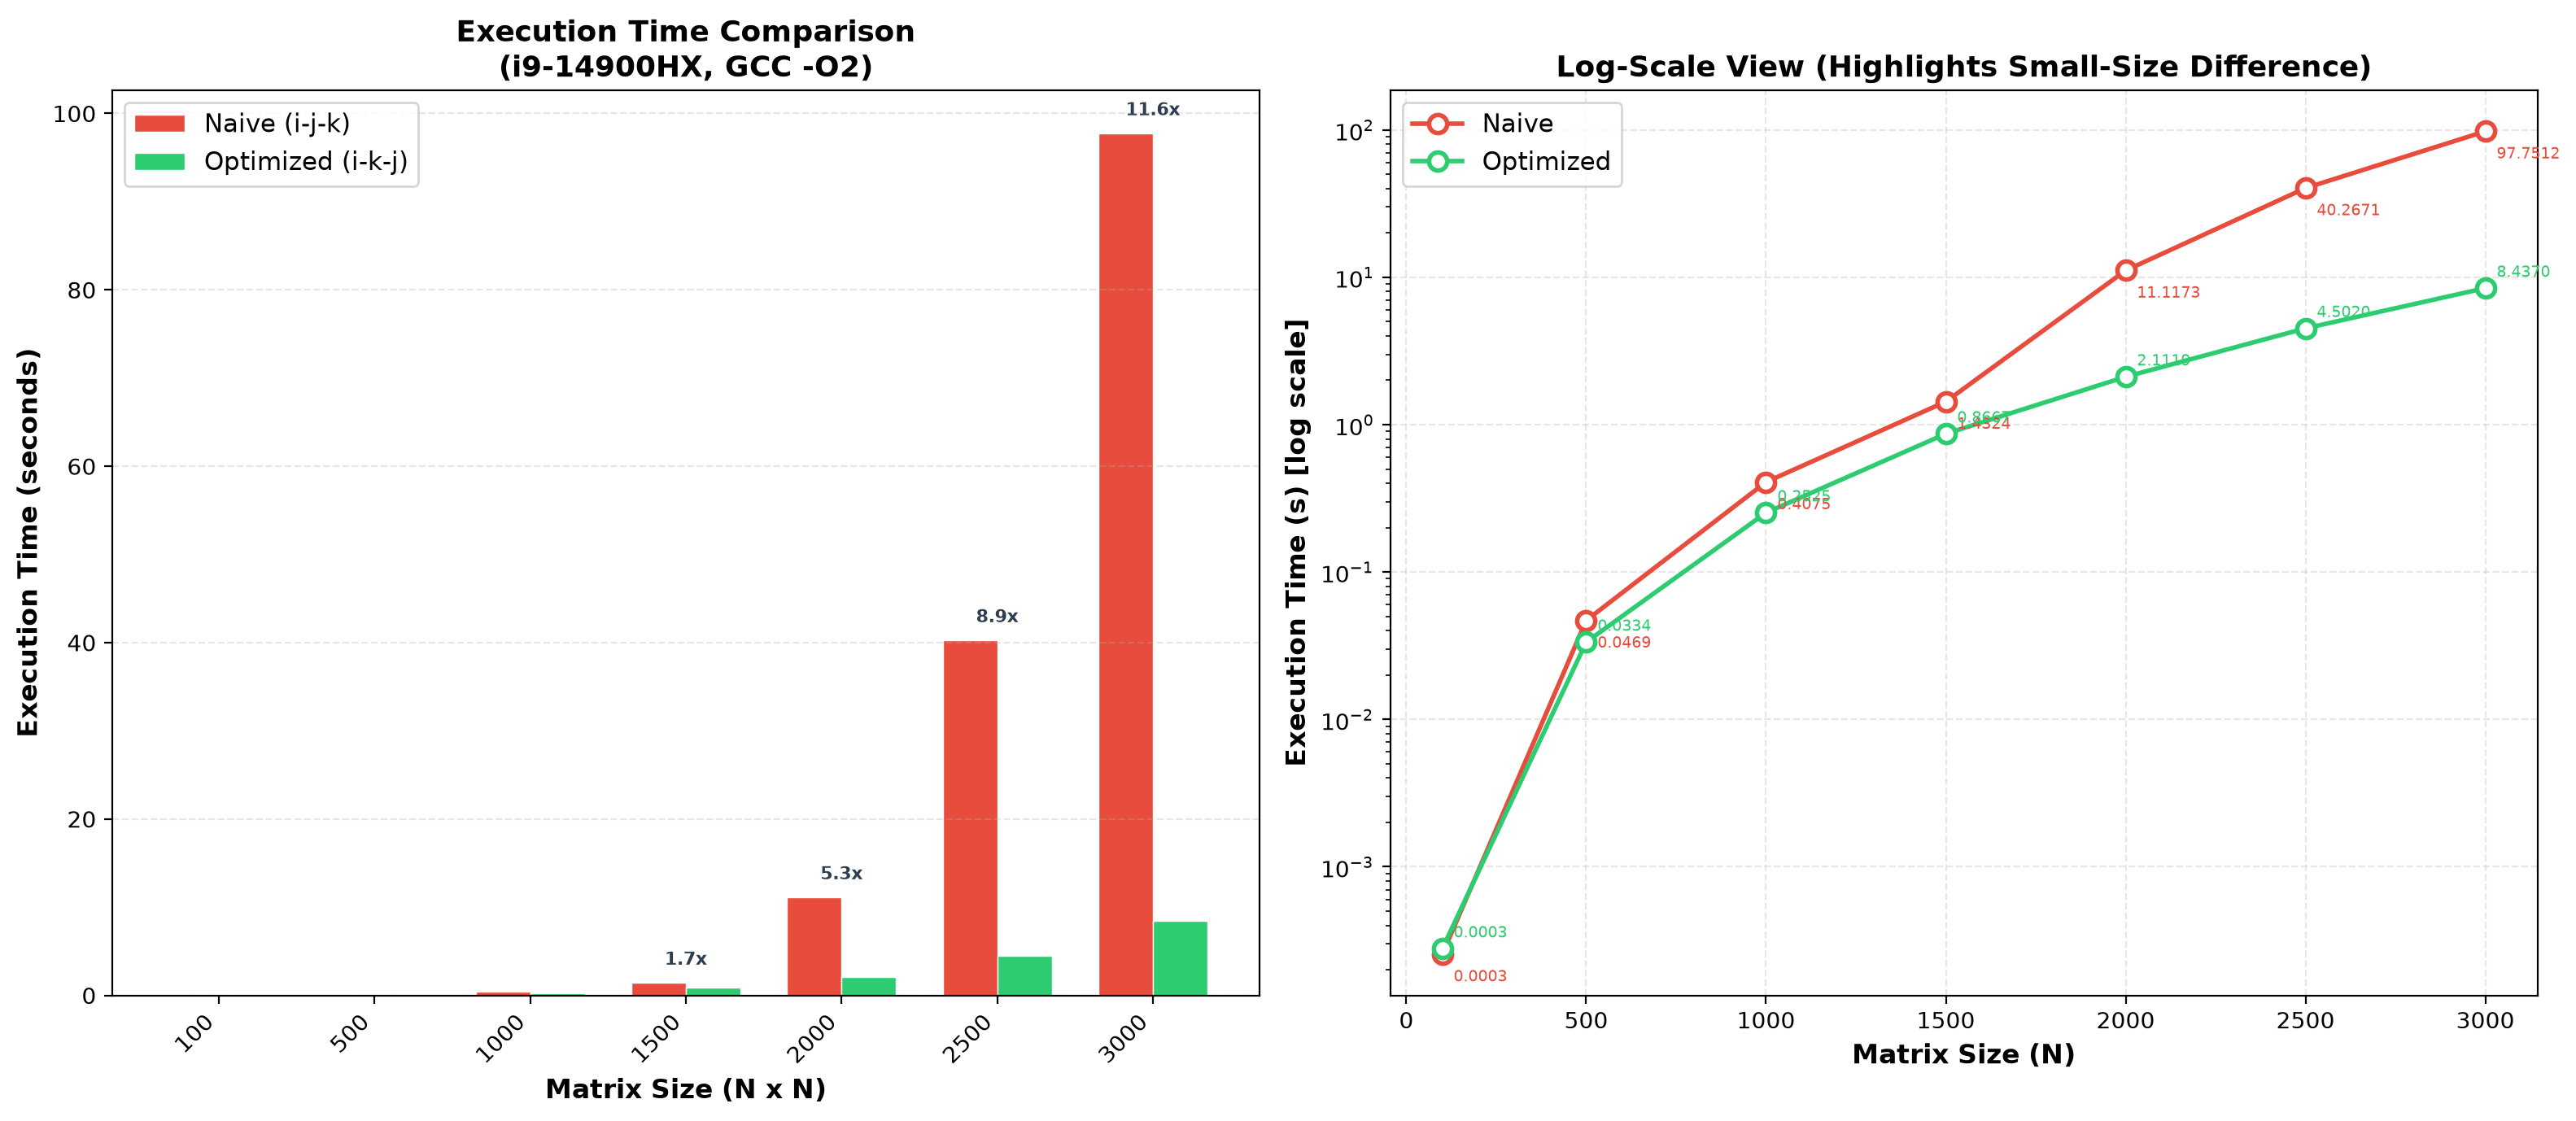 Execution Time Comparison
(i9-14900HX, GCC -O2)
Naive (i-j-k)
Optimized (i-k-j)
Execution Time (seconds)
100
80
60
40
20
0
1.7x
5.3x
8.9x
11.6x
100
500
1000
1500
2000
2500
3000
Matrix Size (N x N)
Log-Scale View (Highlights Small-Size Difference)
Naive
Optimized
Execution Time (s) [log scale]
10²
10¹
10⁰
10⁻¹
10⁻²
10⁻³
97.7512
40.2671
8.4370
11.1173
4.5020
2.1119
1.4324
0.4075
0.0334
0.0469
0.0003
0.0003
0
500
1000
1500
2000
2500
3000
Matrix Size (N)